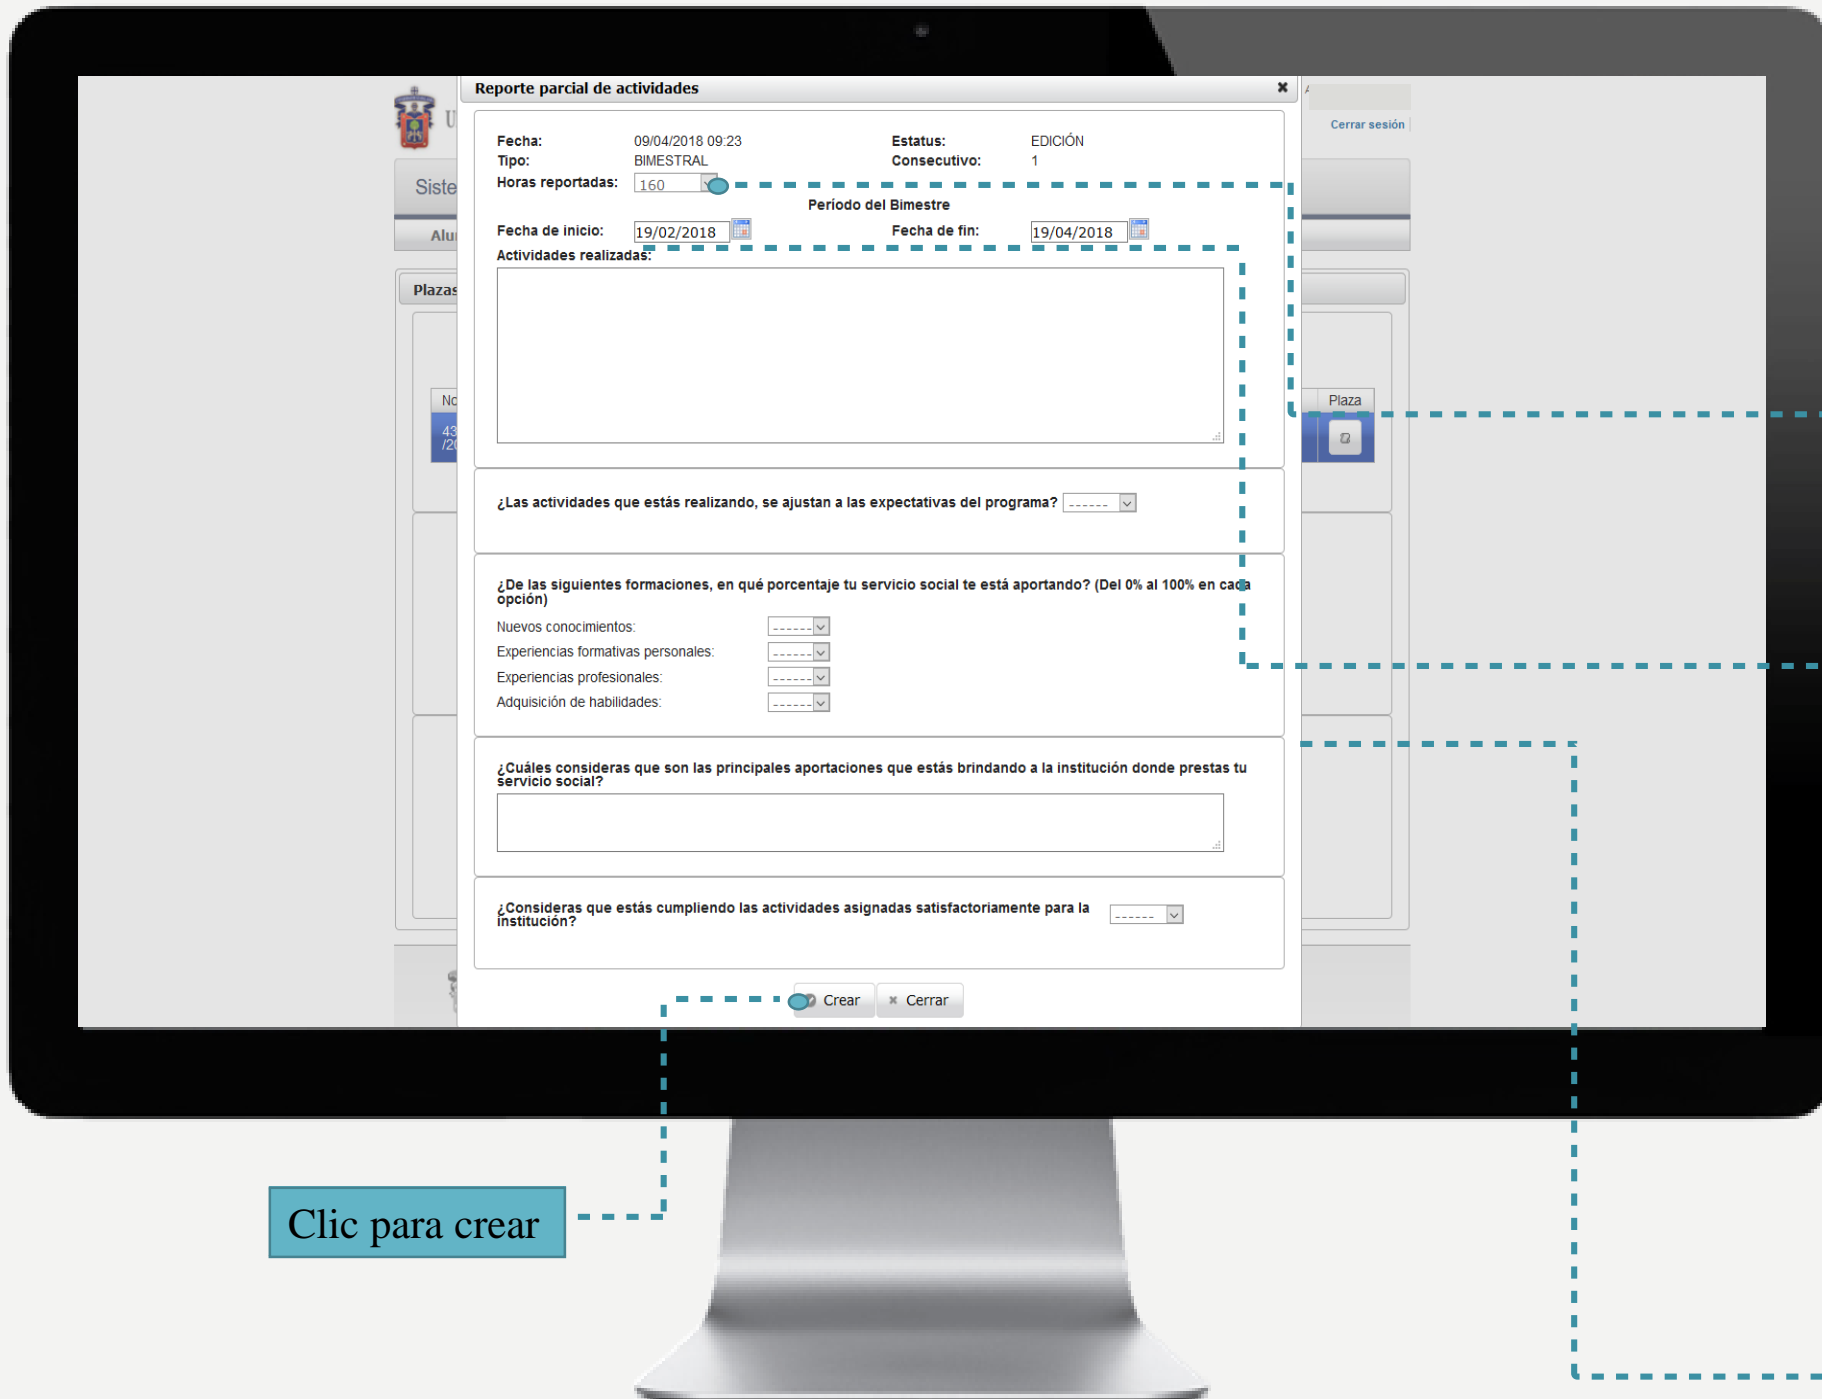 Reporte parcial de actividades
Cerrar sesión
Fecha: 09/04/2018 09:23 Estatus: EDICIÓN
Tipo: BIMESTRAL Consecutivo: 1
Horas reportadas: 160
Período del Bimestre
Fecha de inicio: 19/02/2018 Fecha de fin: 19/04/2018
Actividades realizadas:
Plaza
¿Las actividades que estás realizando, se ajustan a las expectativas del programa? ------
¿De las siguientes formaciones, en qué porcentaje tu servicio social te está aportando? (Del 0% al 100% en cada
opción)
Nuevos conocimientos: ------
Experiencias formativas personales: ------
Experiencias profesionales: ------
Adquisición de habilidades: ------
¿Cuáles consideras que son las principales aportaciones que estás brindando a la institución donde prestas tu
servicio social?
¿Consideras que estás cumpliendo las actividades asignadas satisfactoriamente para la
institución? ------
Crear Cerrar
Clic para crear